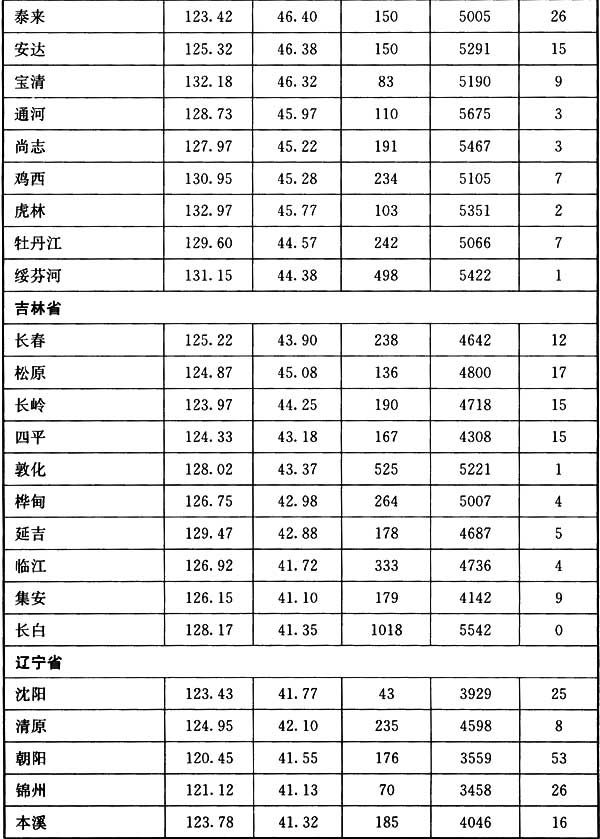 泰来 123.42 46.40 150 5005 26
安达 125.32 46.38 150 5291 15
宝清 132.18 46.32 83 5190 9
通河 128.73 45.97 110 5675 3
尚志 127.97 45.22 191 5467 3
鸡西 130.95 45.28 234 5105 7
虎林 132.97 45.77 103 5351 2
牡丹江 129.60 44.57 242 5066 7
绥芬河 131.15 44.38 498 5422 1
吉林省
长春 125.22 43.90 238 4642 12
松原 124.87 45.08 136 4800 17
长岭 123.97 44.25 190 4718 15
四平 124.33 43.18 167 4308 15
敦化 128.02 43.37 525 5221 1
桦甸 126.75 42.98 264 5007 4
延吉 129.47 42.88 178 4687 5
临江 126.92 41.72 333 4736 4
集安 126.15 41.10 179 4142 9
长白 128.17 41.35 1018 5542 0
辽宁省
沈阳 123.43 41.77 43 3929 25
清原 124.95 42.10 235 4598 8
朝阳 120.45 41.55 176 3559 53
锦州 121.12 41.13 70 3458 26
本溪 123.78 41.32 185 4046 16